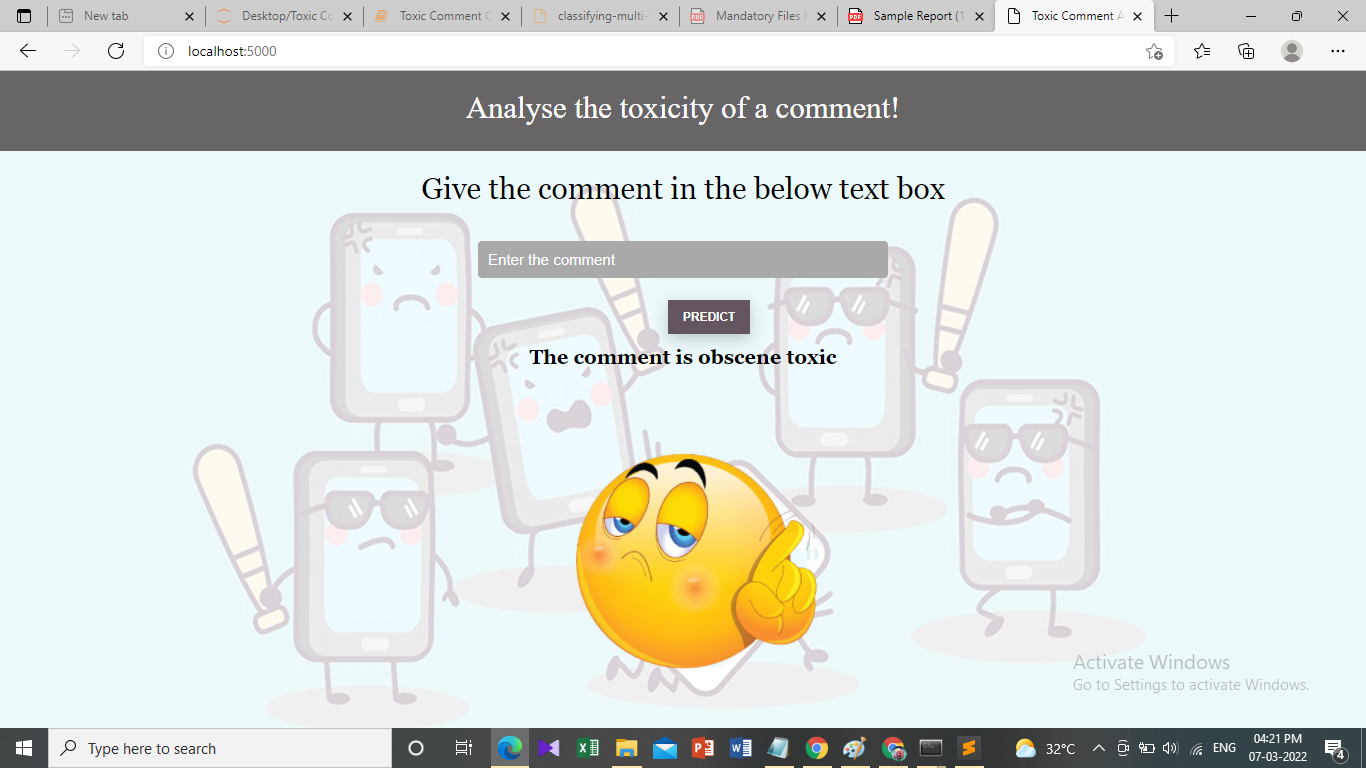 New tab
Desktop/Toxic Co
Toxic Comment C
classifying-multi-
Mandatory Files F
Sample Report (1
Toxic Comment A
localhost:5000
Analyse the toxicity of a comment!
Give the comment in the below text box
Enter the comment
PREDICT
The comment is obscene toxic
Activate Windows
Go to Settings to activate Windows.
Type here to search
32°C
ENG
04:21 PM
07-03-2022
4